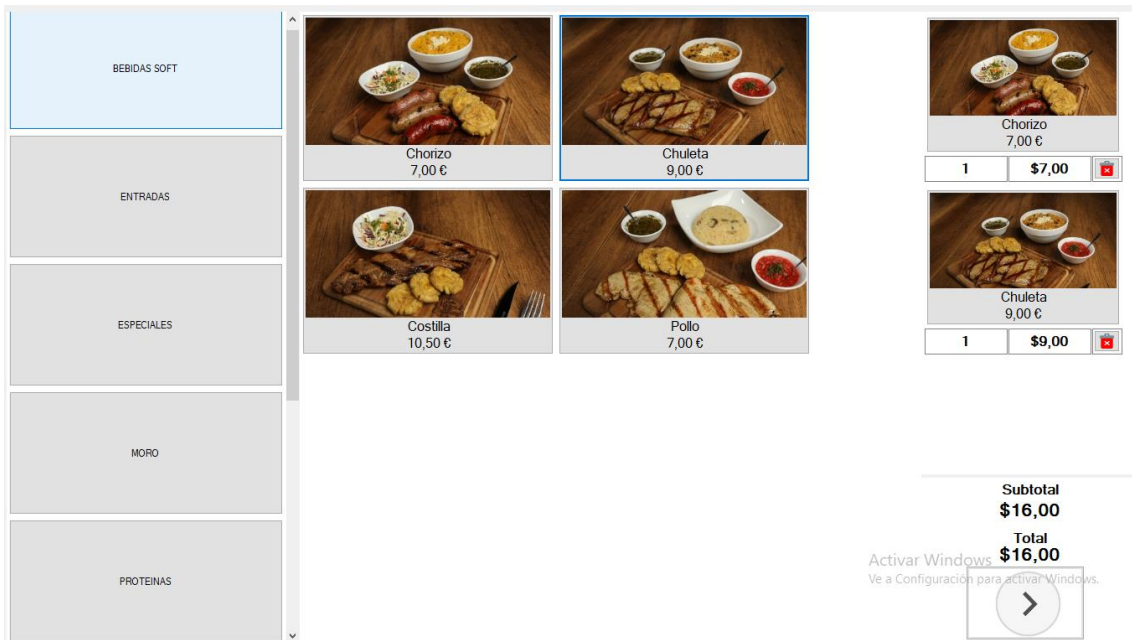 BEBIDAS SOFT
ENTRADAS
ESPECIALES
MORO
PROTEINAS
Chorizo
7,00 €
Chuleta
9,00 €
Costilla
10,50 €
Pollo
7,00 €
Chorizo
7,00 €
1 $7,00
Chuleta
9,00 €
1 $9,00
Subtotal
$16,00
Total
$16,00
Activar Windows
Ve a Configuración para activar Windows.